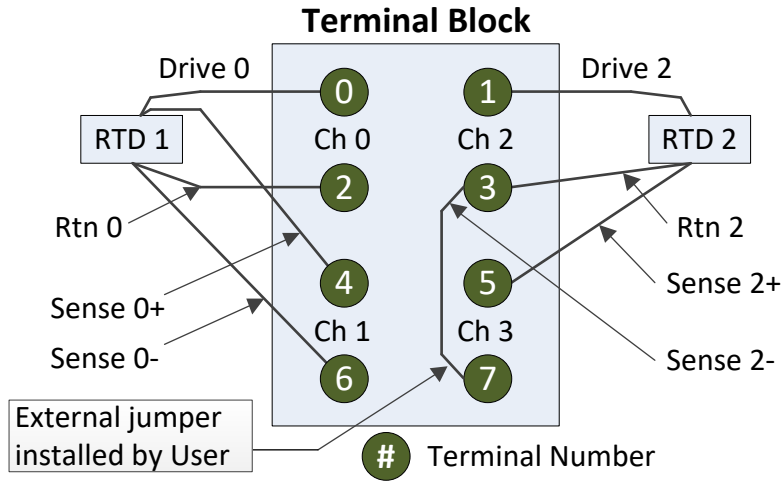 Terminal Block
Drive 0
Drive 2
0
1
RTD 1
Ch 0
Ch 2
RTD 2
2
3
Rtn 0
Rtn 2
4
5
Sense 0+
Sense 2+
Ch 1
Ch 3
Sense 0-
Sense 2-
6
7
External jumper
installed by User
# Terminal Number